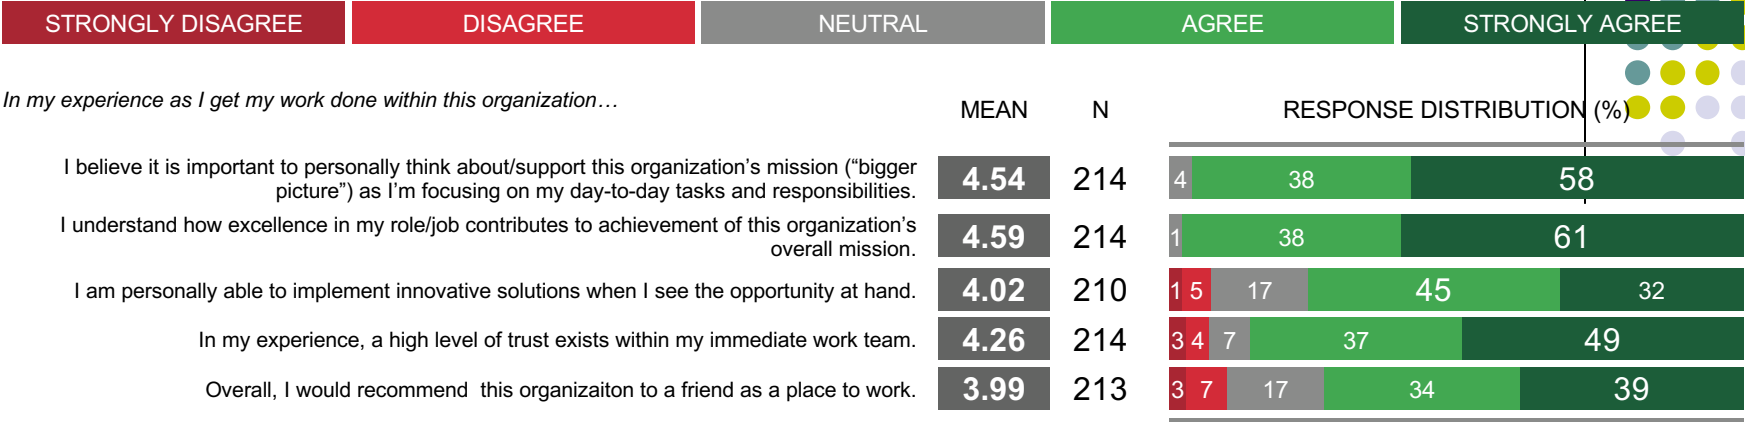 STRONGLY DISAGREE DISAGREE NEUTRAL AGREE STRONGLY AGREE
In my experience as I get my work done within this organization…
MEAN N RESPONSE DISTRIBUTION (%)
I believe it is important to personally think about/support this organization’s mission (“bigger
picture”) as I’m focusing on my day-to-day tasks and responsibilities.
4.54 214 4 38 58
I understand how excellence in my role/job contributes to achievement of this organization’s
overall mission.
4.59 214 1 38 61
I am personally able to implement innovative solutions when I see the opportunity at hand. 4.02 210 1 5 17 45 32
In my experience, a high level of trust exists within my immediate work team. 4.26 214 3 4 7 37 49
Overall, I would recommend this organizaiton to a friend as a place to work. 3.99 213 3 7 17 34 39